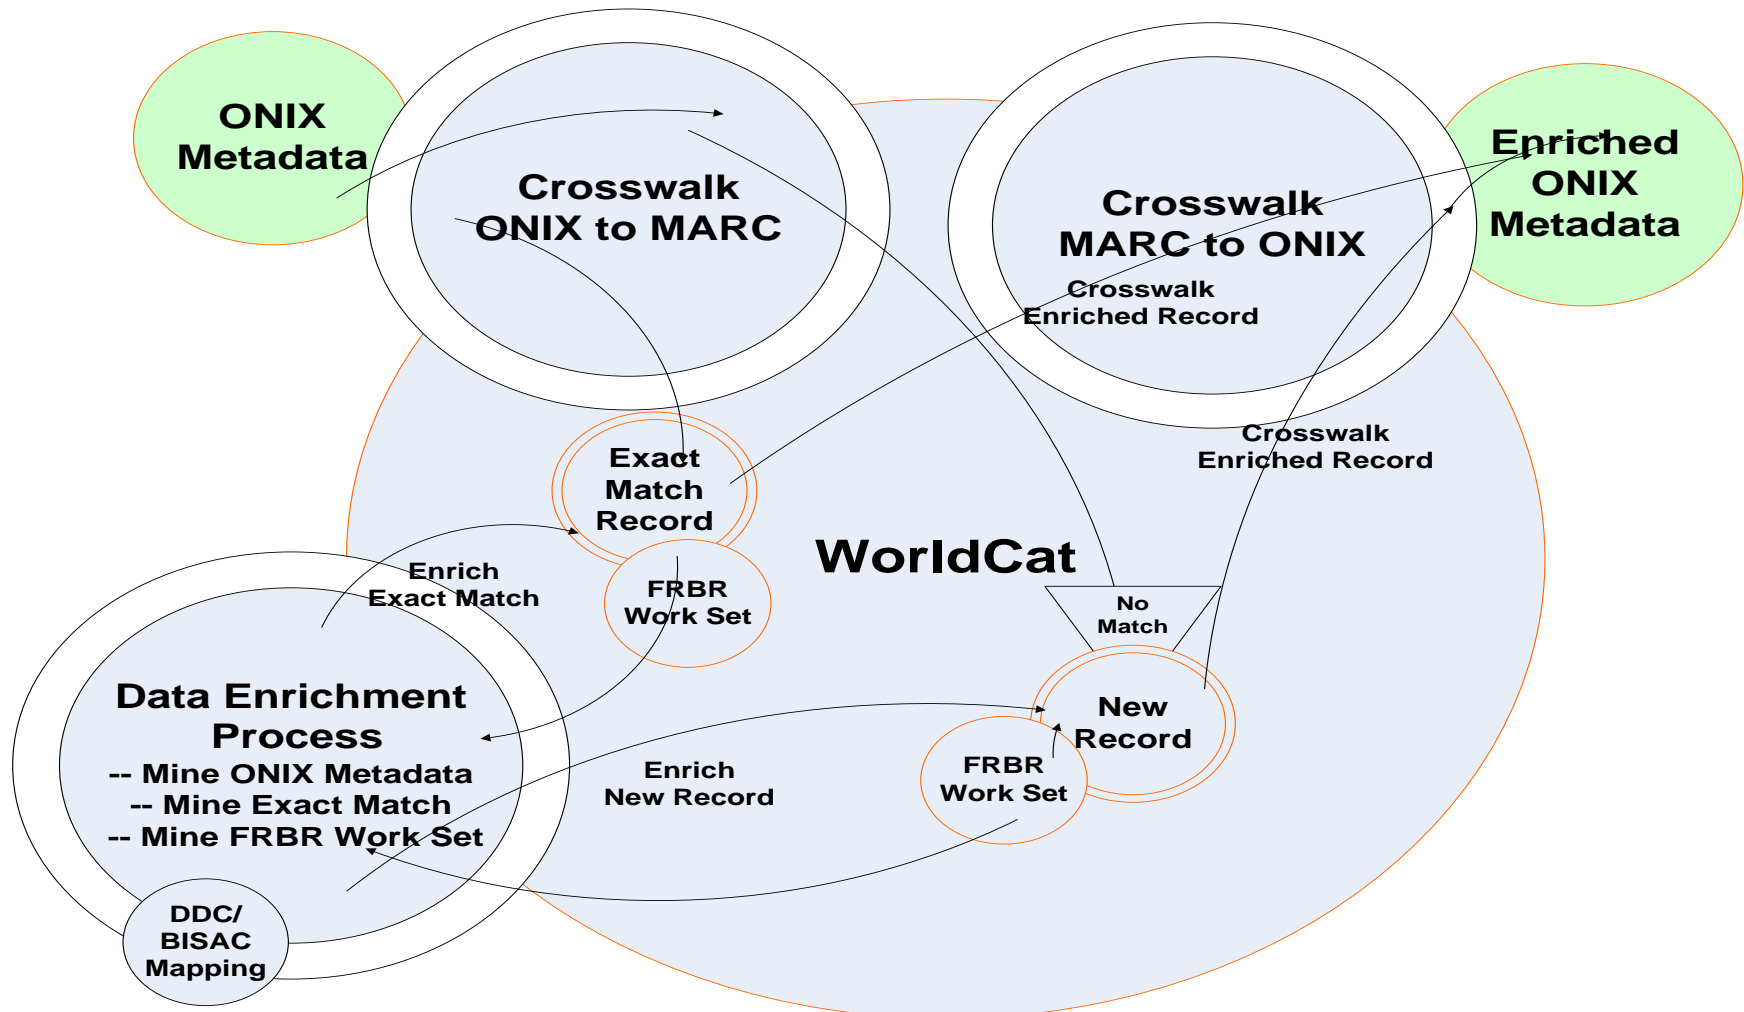 ONIX
Metadata
Crosswalk
ONIX to MARC
Crosswalk
MARC to ONIX
Crosswalk
Enriched Record
Enriched
ONIX
Metadata
Crosswalk
Enriched Record
Exact
Match
Record
FRBR
Work Set
WorldCat
Enrich
Exact Match
No
Match
New
Record
FRBR
Work Set
Enrich
New Record
Data Enrichment
Process
-- Mine ONIX Metadata
-- Mine Exact Match
-- Mine FRBR Work Set
DDC/
BISAC
Mapping